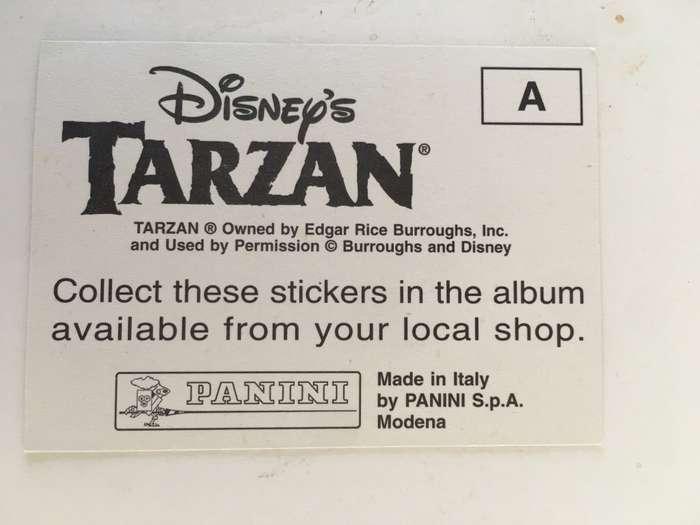 DISNEY'S
TARZAN®
A
TARZAN ® Owned by Edgar Rice Burroughs, Inc.
and Used by Permission © Burroughs and Disney
Collect these stickers in the album
available from your local shop.
PANINI
Made in Italy
by PANINI S.p.A.
Modena